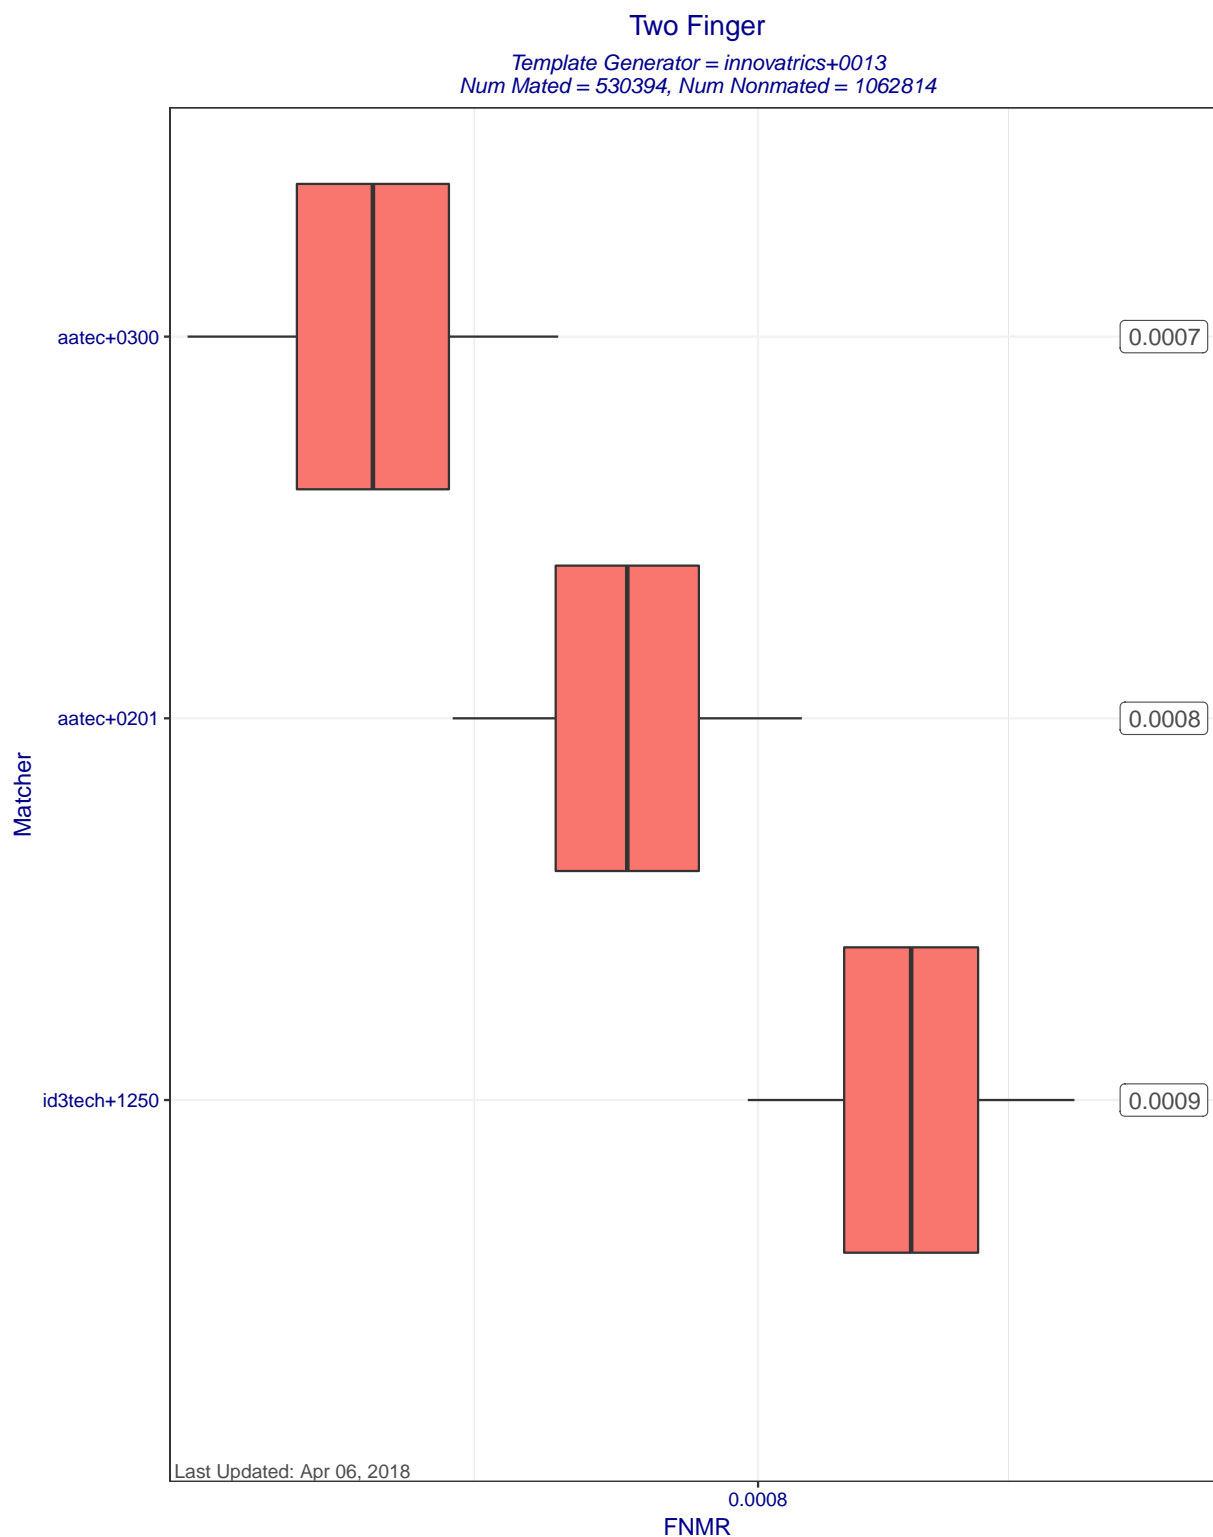 Two Finger
Template Generator = innovatrics+0013
Num Mated = 530394, Num Nonmated = 1062814
aatec+0300
0.0007
aatec+0201
0.0008
Matcher
id3tech+1250
0.0009
Last Updated: Apr 06, 2018
0.0008
FNMR